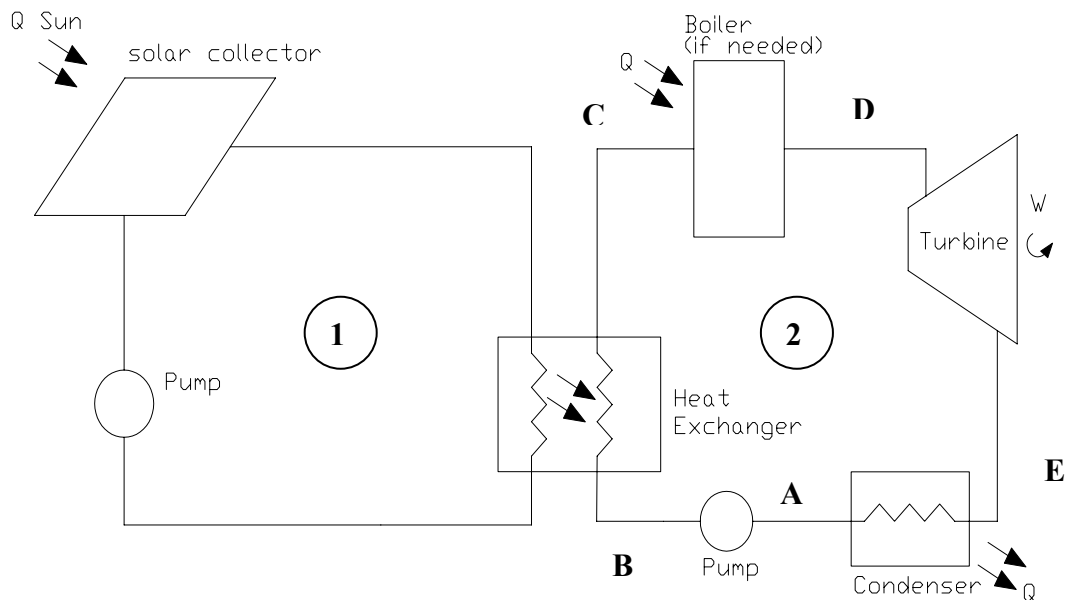 Q Sun
solar collector
Boiler
(if needed)
Q
C
D
W
Turbine
1
2
Pump
Heat
Exchanger
E
A
B
Pump
Condenser
Q